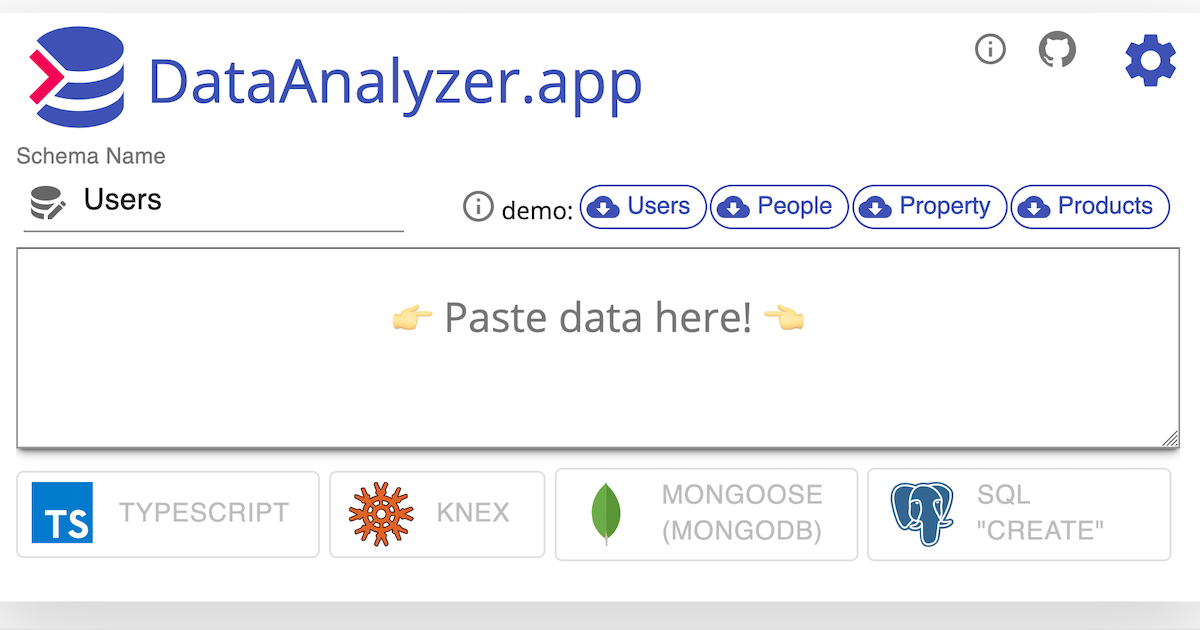 DataAnalyzer.app
Schema Name
Users
demo: Users People Property Products
👉 Paste data here! 👈
TS TYPESCRIPT
KNEX
MONGOOSE
(MONGODB)
SQL
"CREATE"